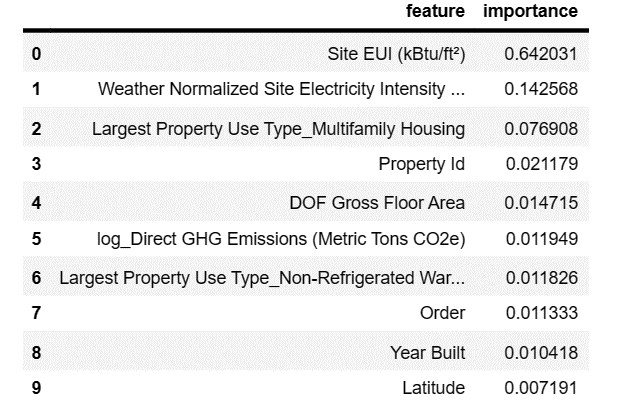 feature importance
0 Site EUI (kBtu/ft²) 0.642031
1 Weather Normalized Site Electricity Intensity ... 0.142568
2 Largest Property Use Type_Multifamily Housing 0.076908
3 Property Id 0.021179
4 DOF Gross Floor Area 0.014715
5 log_Direct GHG Emissions (Metric Tons CO2e) 0.011949
6 Largest Property Use Type_Non-Refrigerated War... 0.011826
7 Order 0.011333
8 Year Built 0.010418
9 Latitude 0.007191